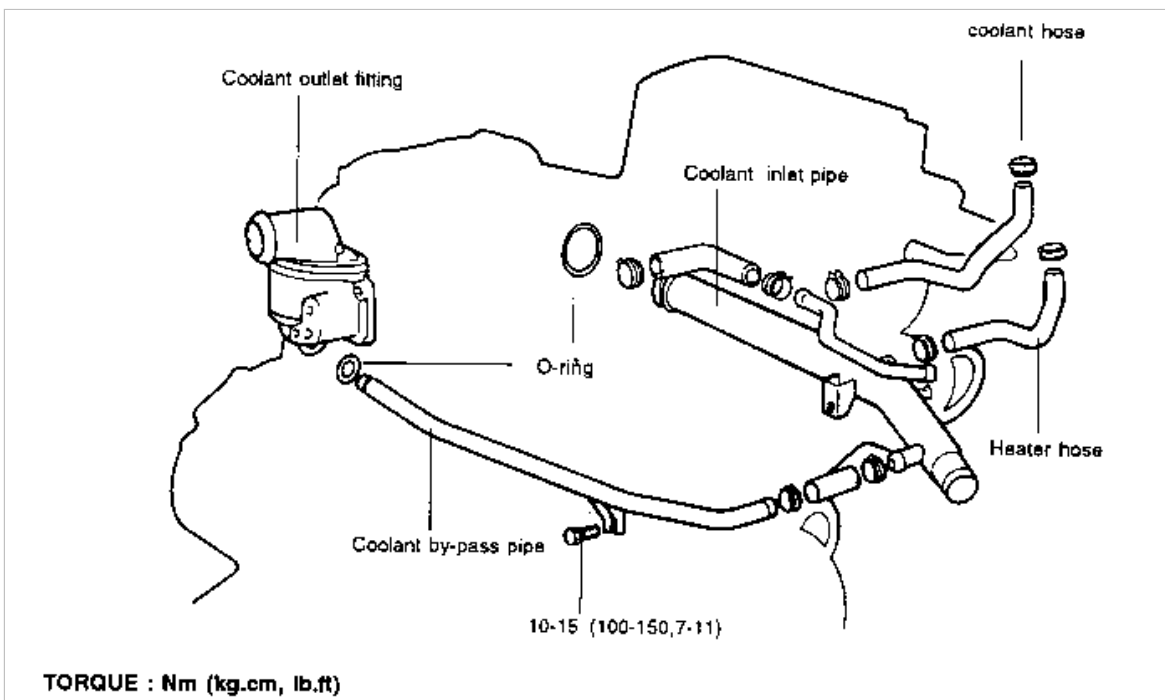 coolant hose
Coolant outlet fitting
Coolant inlet pipe
O-ring
Heater hose
Coolant by-pass pipe
10-15 (100-150,7-11)
TORQUE : Nm (kg.cm, lb.ft)